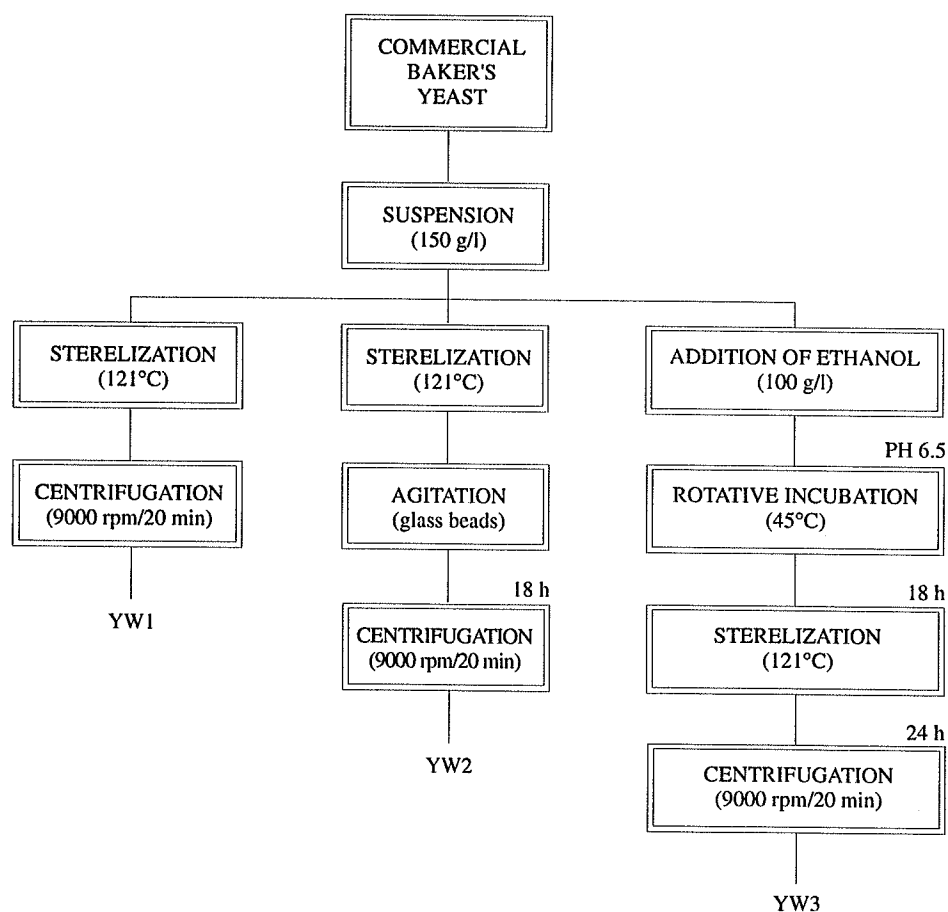 COMMERCIAL
BAKER'S
YEAST
SUSPENSION
(150 g/l)
STERELIZATION
(121°C)
CENTRIFUGATION
(9000 rpm/20 min)
YW1
STERELIZATION
(121°C)
AGITATION
(glass beads)
18 h
CENTRIFUGATION
(9000 rpm/20 min)
YW2
ADDITION OF ETHANOL
(100 g/l)
PH 6.5
ROTATIVE INCUBATION
(45°C)
18 h
STERELIZATION
(121°C)
24 h
CENTRIFUGATION
(9000 rpm/20 min)
YW3